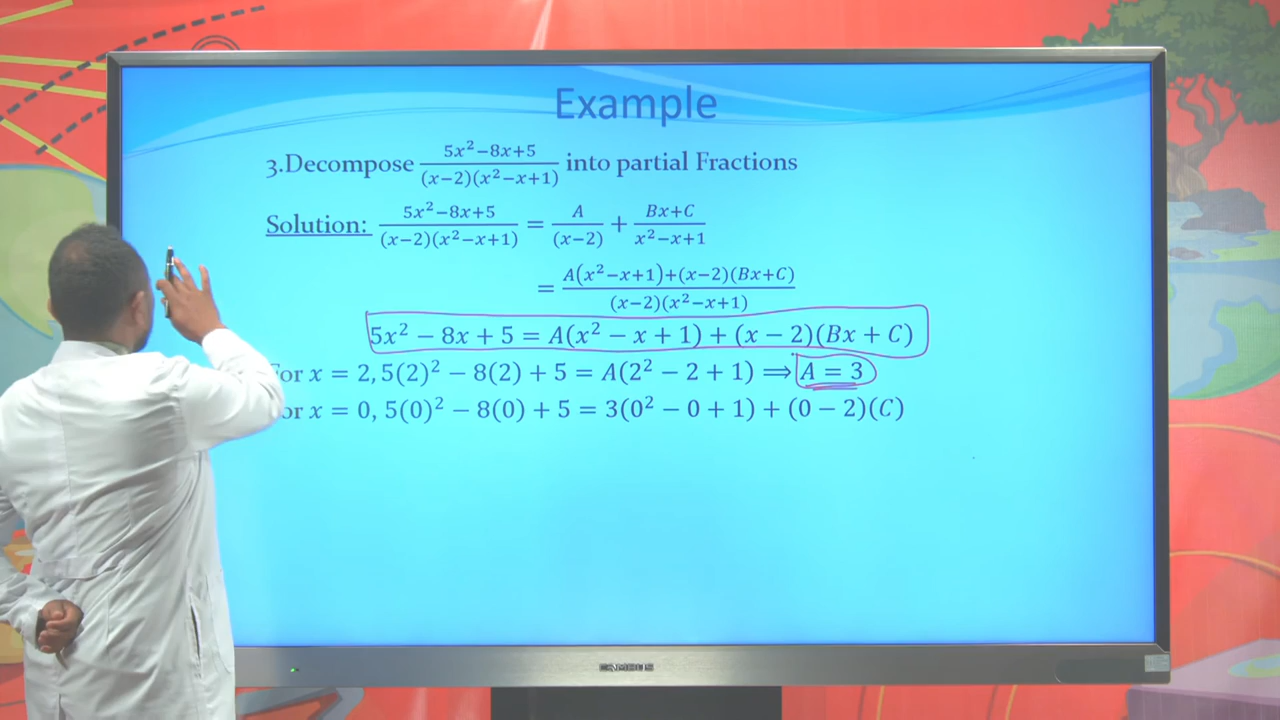 Example
3.Decompose 5x²−8x+5/(x−2)(x²−x+1) into partial Fractions
Solution: 5x²−8x+5/(x−2)(x²−x+1) = A/(x−2) + Bx+C/x²−x+1
= A(x²−x+1)+(x−2)(Bx+C)/(x−2)(x²−x+1)
5x² − 8x + 5 = A(x² − x + 1) + (x − 2)(Bx + C)
For x = 2, 5(2)² − 8(2) + 5 = A(2² − 2 + 1) ⟹ A = 3
or x = 0, 5(0)² − 8(0) + 5 = 3(0² − 0 + 1) + (0 − 2)(C)